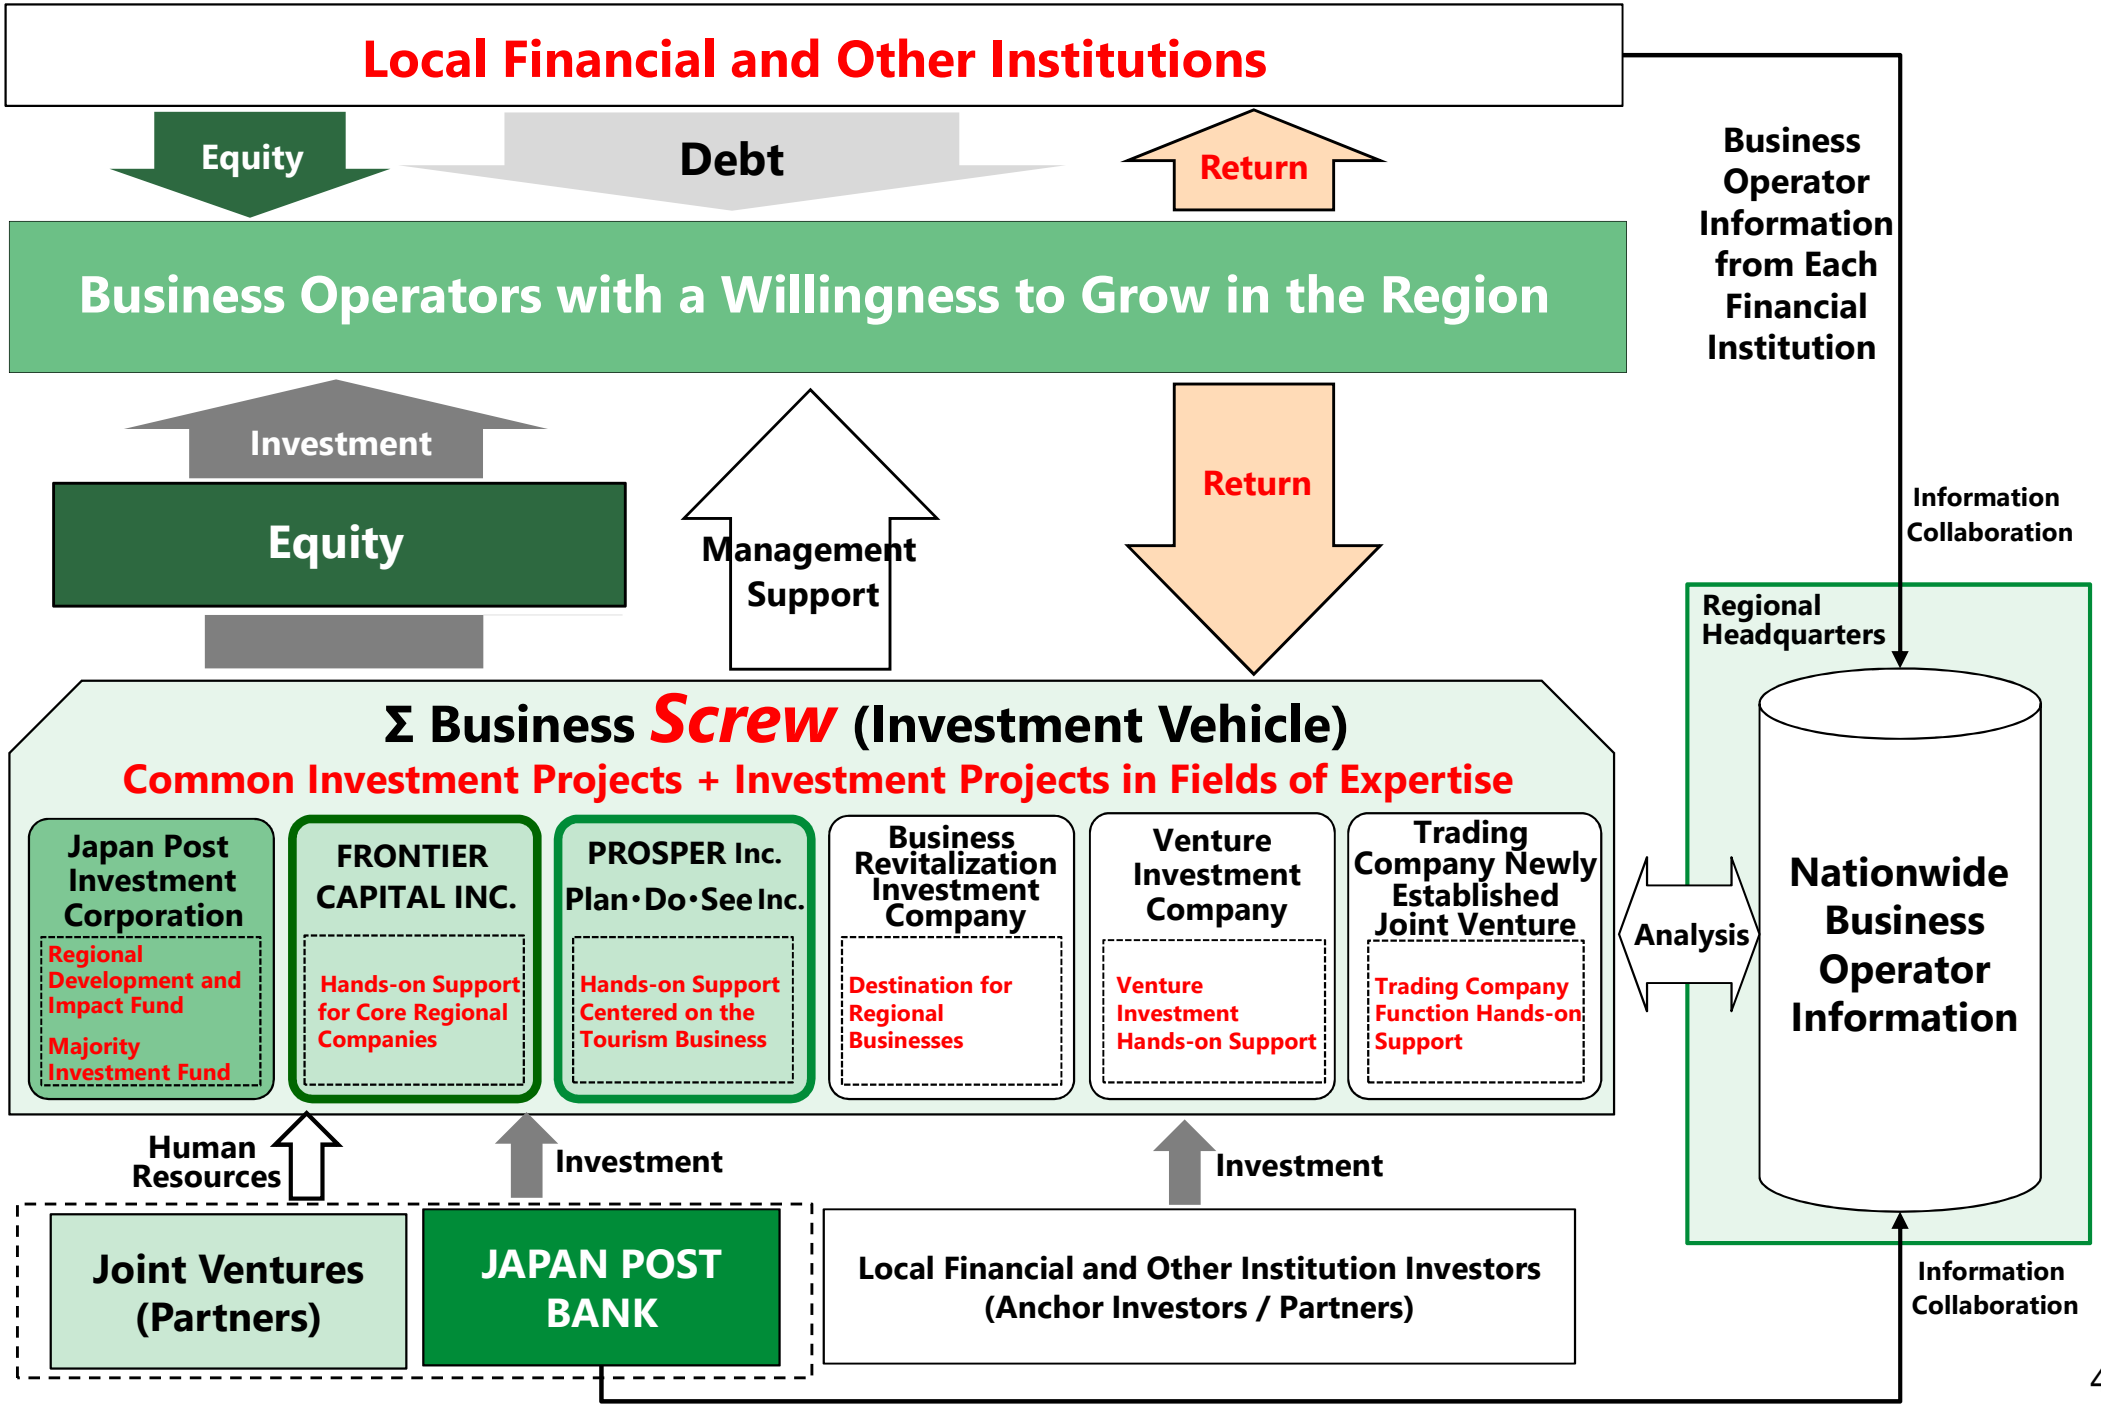 Local Financial and Other Institutions
Equity
Debt
Return
Business
Operator
Information
from Each
Financial
Institution
Business Operators with a Willingness to Grow in the Region
Investment
Equity
Management
Support
Return
Information
Collaboration
Regional
Headquarters
Σ Business Screw (Investment Vehicle)
Common Investment Projects + Investment Projects in Fields of Expertise
Japan Post
Investment
Corporation
Regional
Development and
Impact Fund
Majority
Investment Fund
FRONTIER
CAPITAL INC.
Hands-on Support
for Core Regional
Companies
PROSPER Inc.
Plan・Do・See Inc.
Hands-on Support
Centered on the
Tourism Business
Business
Revitalization
Investment
Company
Destination for
Regional
Businesses
Venture
Investment
Company
Venture
Investment
Hands-on Support
Trading
Company Newly
Established
Joint Venture
Trading Company
Function Hands-on
Support
Analysis
Nationwide
Business
Operator
Information
Human
Resources
Investment
Investment
Joint Ventures
(Partners)
JAPAN POST
BANK
Local Financial and Other Institution Investors
(Anchor Investors / Partners)
Information
Collaboration
4